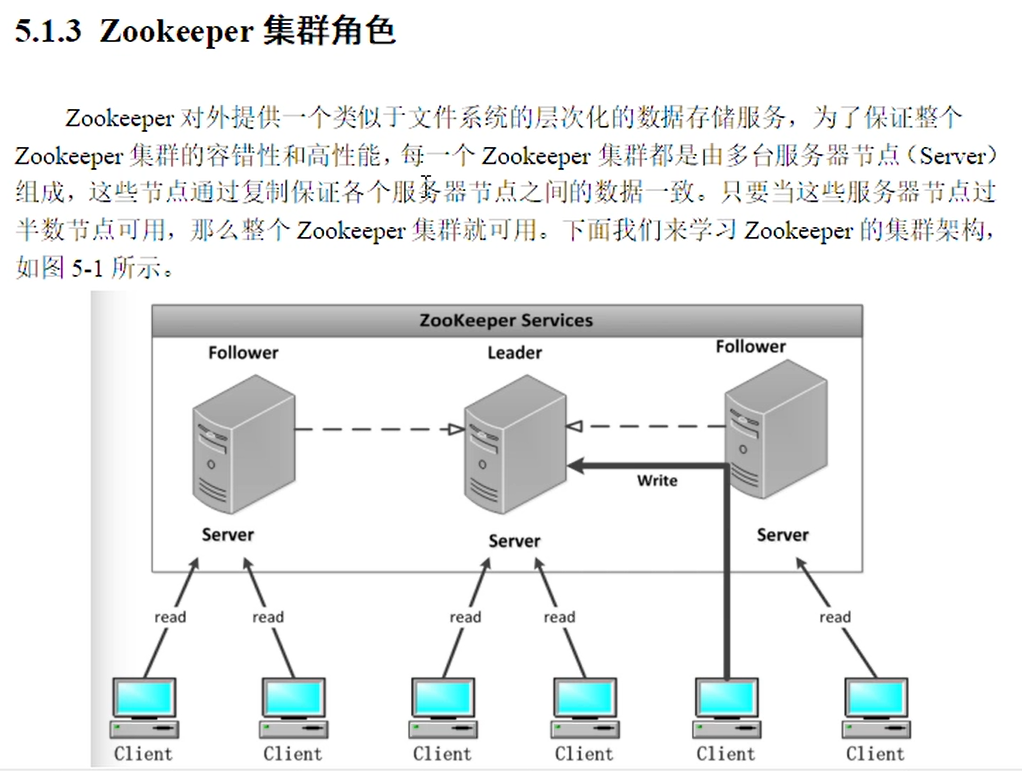 5.1.3 Zookeeper 集群角色
Zookeeper 对外提供一个类似于文件系统的层次化的数据存储服务，为了保证整个
Zookeeper 集群的容错性和高性能，每一个 Zookeeper 集群都是由多台服务器节点（Server）
组成，这些节点通过复制保证各个服务器节点之间的数据一致。只要当这些服务器节点过
半数节点可用，那么整个 Zookeeper 集群就可用。下面我们来学习 Zookeeper 的集群架构，
如图 5-1 所示。
ZooKeeper Services
Follower Leader Follower
Write
Server Server Server
read read read read read
Client Client Client Client Client Client